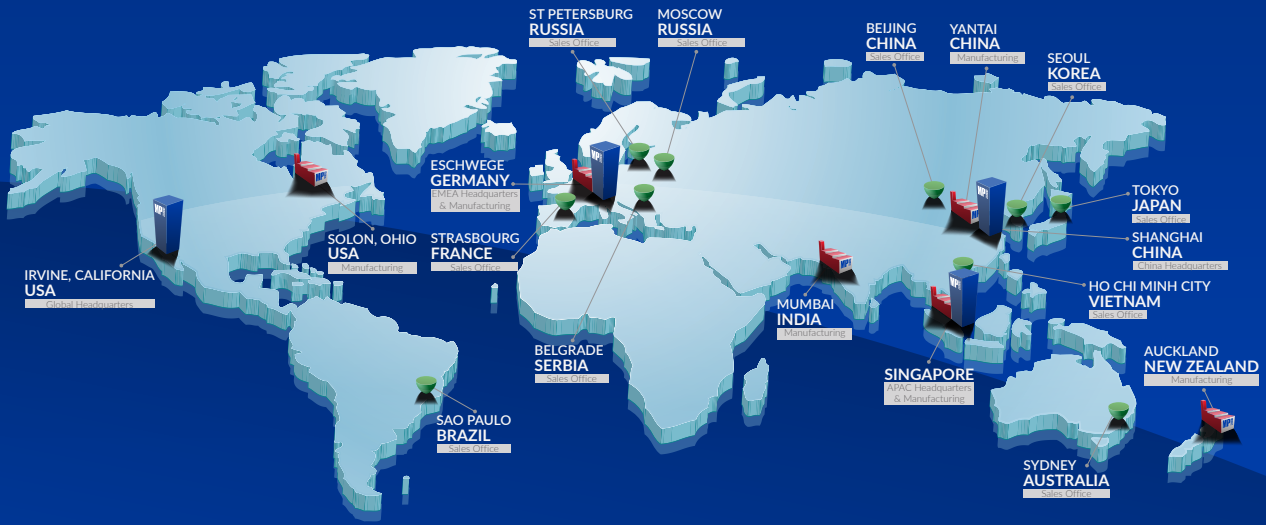 ST PETERSBURG
RUSSIA
Sales Office
MOSCOW
RUSSIA
Sales Office
BEIJING
CHINA
Sales Office
YANTAI
CHINA
Manufacturing
SEOUL
KOREA
Sales Office
ESCHWEGE
GERMANY
EMEA Headquarters
& Manufacturing
TOKYO
JAPAN
Sales Office
SOLON, OHIO
USA
Manufacturing
STRASBOURG
FRANCE
Sales Office
SHANGHAI
CHINA
China Headquarters
IRVINE, CALIFORNIA
USA
Global Headquarters
MUMBAI
INDIA
Manufacturing
HO CHI MINH CITY
VIETNAM
Sales Office
BELGRADE
SERBIA
Sales Office
SINGAPORE
APAC Headquarters
& Manufacturing
AUCKLAND
NEW ZEALAND
Manufacturing
SAO PAULO
BRAZIL
Sales Office
SYDNEY
AUSTRALIA
Sales Office